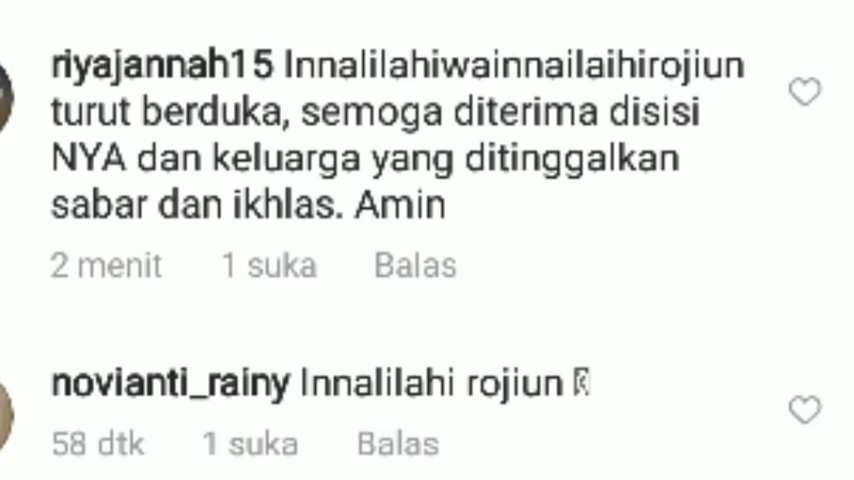 riyajannah15 Innalilahiwainnailaihirojiun
turut berduka, semoga diterima disisi
NYA dan keluarga yang ditinggalkan
sabar dan ikhlas. Amin
2 menit 1 suka Balas
novianti_rainy Innalilahi rojiun
58 dtk 1 suka Balas